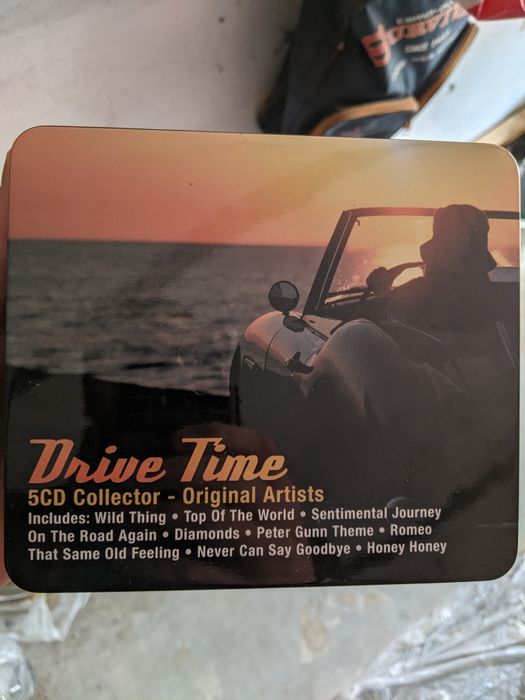 SINCE
Drive Time
5CD Collector - Original Artists
Includes: Wild Thing • Top Of The World • Sentimental Journey
On The Road Again • Diamonds • Peter Gunn Theme • Romeo
That Same Old Feeling • Never Can Say Goodbye • Honey Honey